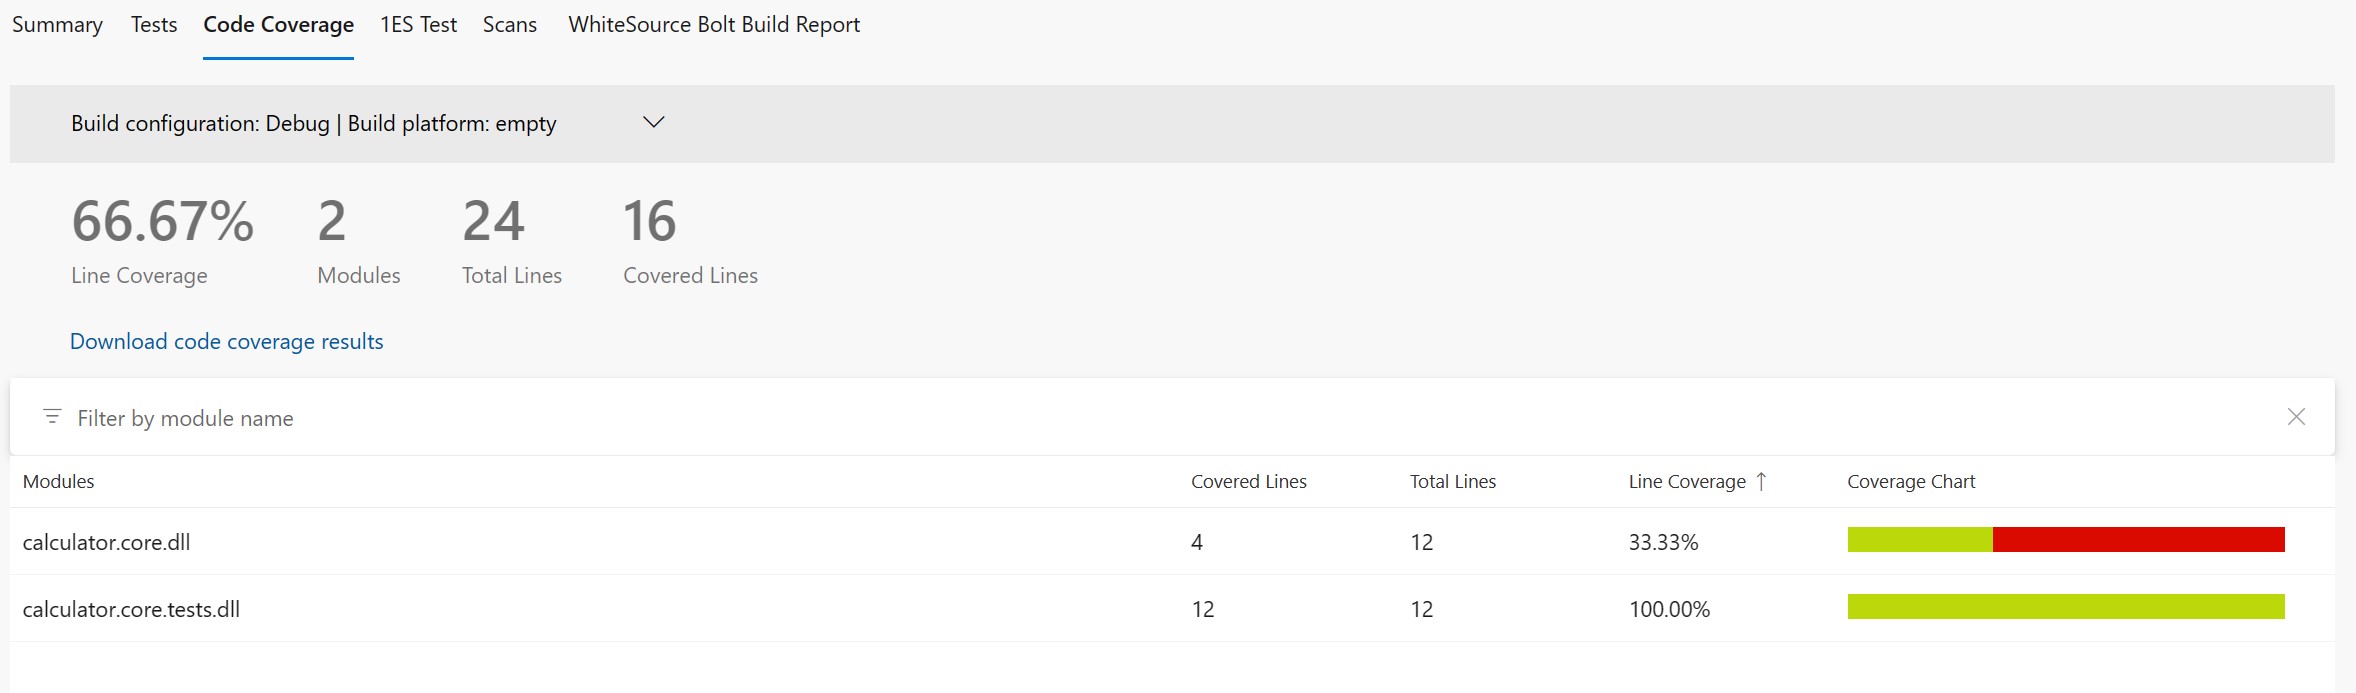 Summary Tests Code Coverage 1ES Test Scans WhiteSource Bolt Build Report
Build configuration: Debug | Build platform: empty
66.67% 2 24 16
Line Coverage Modules Total Lines Covered Lines
Download code coverage results
Filter by module name
Modules Covered Lines Total Lines Line Coverage ↑ Coverage Chart
calculator.core.dll 4 12 33.33%
calculator.core.tests.dll 12 12 100.00%